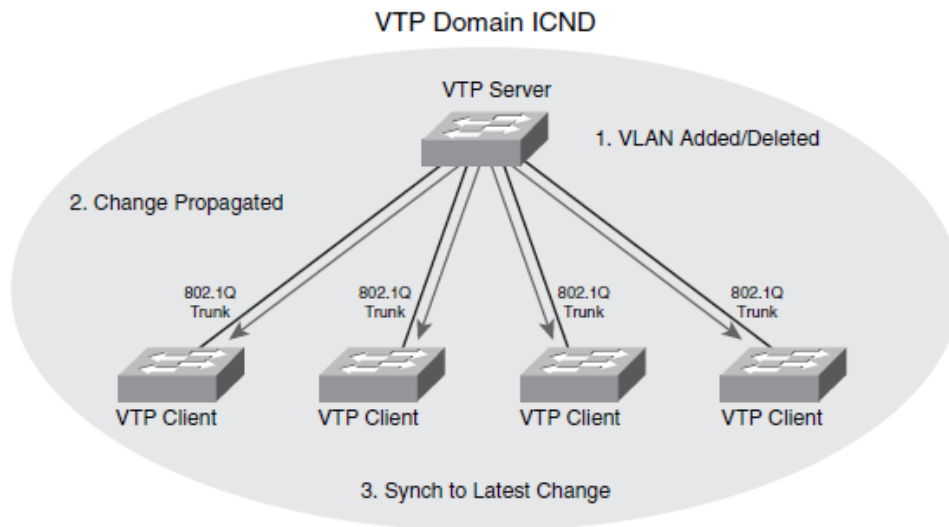 VTP Domain ICND
VTP Server
1. VLAN Added/Deleted
2. Change Propagated
802.1Q
Trunk
802.1Q
Trunk
802.1Q
Trunk
802.1Q
Trunk
VTP Client
VTP Client
VTP Client
VTP Client
3. Synch to Latest Change